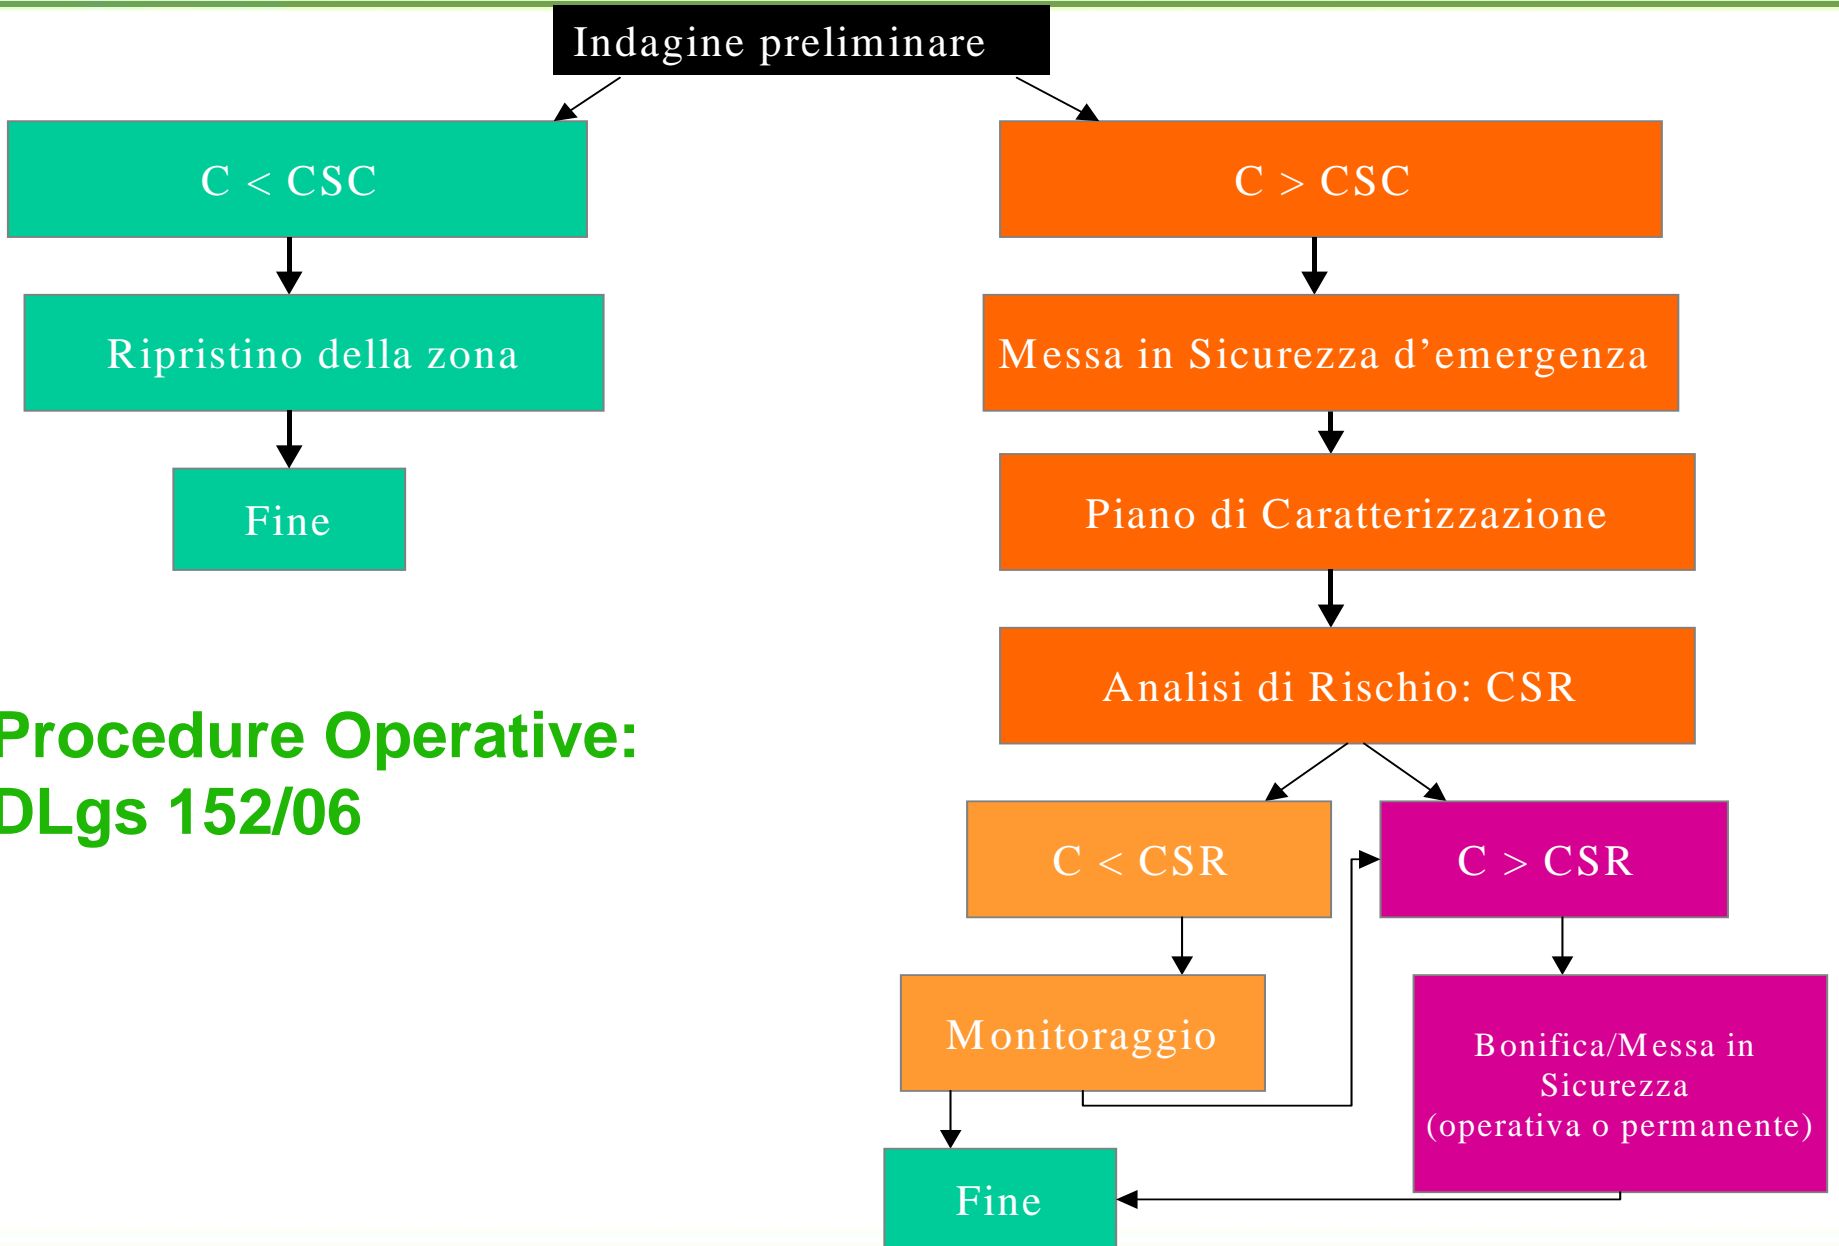 Indagine preliminare
C < CSC
C > CSC
Ripristino della zona
Messa in Sicurezza d’emergenza
Fine
Piano di Caratterizzazione
Analisi di Rischio: CSR
Procedure Operative:
DLgs 152/06
C < CSR
C > CSR
Monitoraggio
Bonifica/Messa in
Sicurezza
(operativa o permanente)
Fine